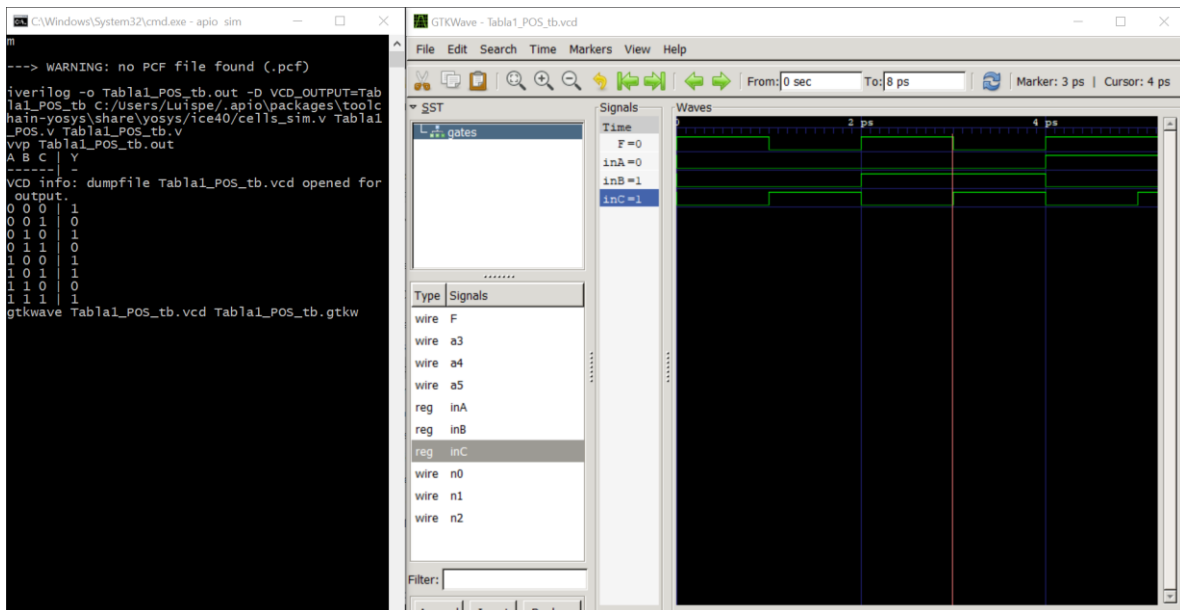 C:\Windows\System32\cmd.exe - apio sim
m
---> WARNING: no PCF file found (.pcf)
iverilog -o Tabla1_POS_tb.out -D VCD_OUTPUT=Tab
la1_POS_tb C:/Users/Luispe/.apio\packages\toolc
hain-yosys\share\yosys/ice40/cells_sim.v Tabla1
_POS.v Tabla1_POS_tb.v
vvp Tabla1_POS_tb.out
A B C | Y
------| -
VCD info: dumpfile Tabla1_POS_tb.vcd opened for
 output.
0 0 0 | 1
0 0 1 | 0
0 1 0 | 1
0 1 1 | 0
1 0 0 | 1
1 0 1 | 1
1 1 0 | 0
1 1 1 | 1
gtkwave Tabla1_POS_tb.vcd Tabla1_POS_tb.gtkw
GTKWave - Tabla1_POS_tb.vcd
File Edit Search Time Markers View Help
From: 0 sec To: 8 ps Marker: 3 ps | Cursor: 4 ps
SST
gates
Type Signals
wire F
wire a3
wire a4
wire a5
reg inA
reg inB
reg inC
wire n0
wire n1
wire n2
Filter:
Signals
Time
F=0
inA=0
inB=1
inC=1
Waves
2 ps 4 ps